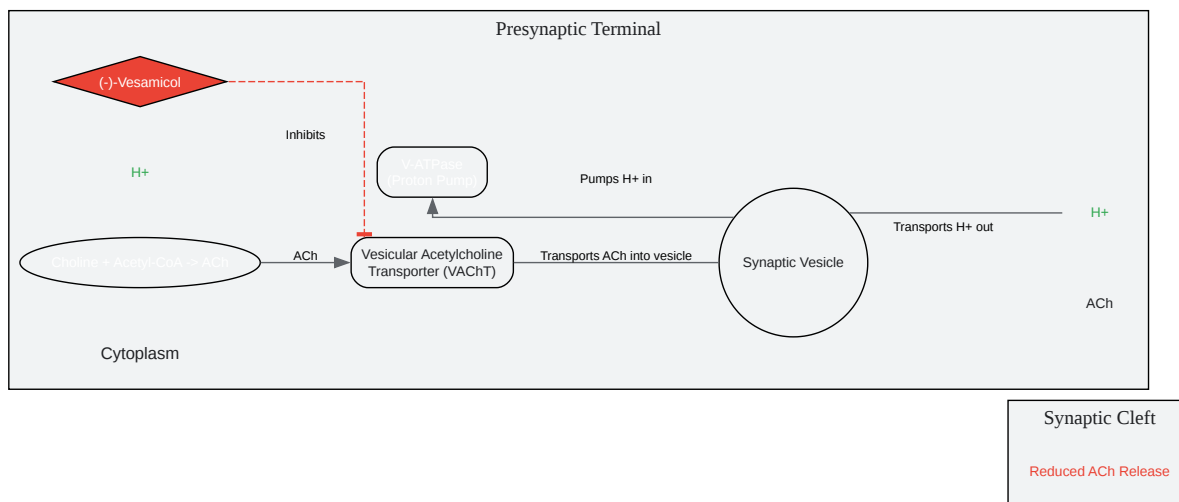 Presynaptic Terminal
(-)-Vesamicol
Inhibits
H+
V-ATPase
(Proton Pump)
Pumps H+ in
H+
Transports H+ out
Choline + Acetyl-CoA -> ACh
ACh
Vesicular Acetylcholine
Transporter (VAChT)
Transports ACh into vesicle
Synaptic Vesicle
ACh
Cytoplasm
Synaptic Cleft
Reduced ACh Release